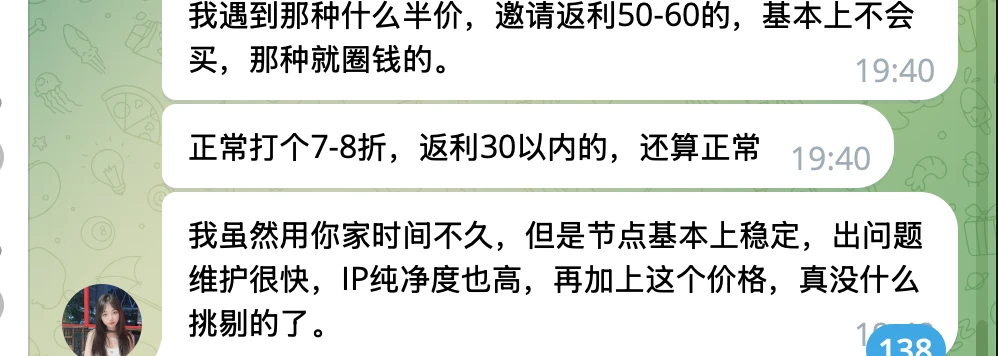 我遇到那种什么半价，邀请返利50-60的，基本上不会
买，那种就圈钱的。
19:40
正常打个7-8折，返利30以内的，还算正常
19:40
我虽然用你家时间不久，但是节点基本上稳定，出问题
维护很快，IP纯净度也高，再加上这个价格，真没什么
挑剔的了。
138